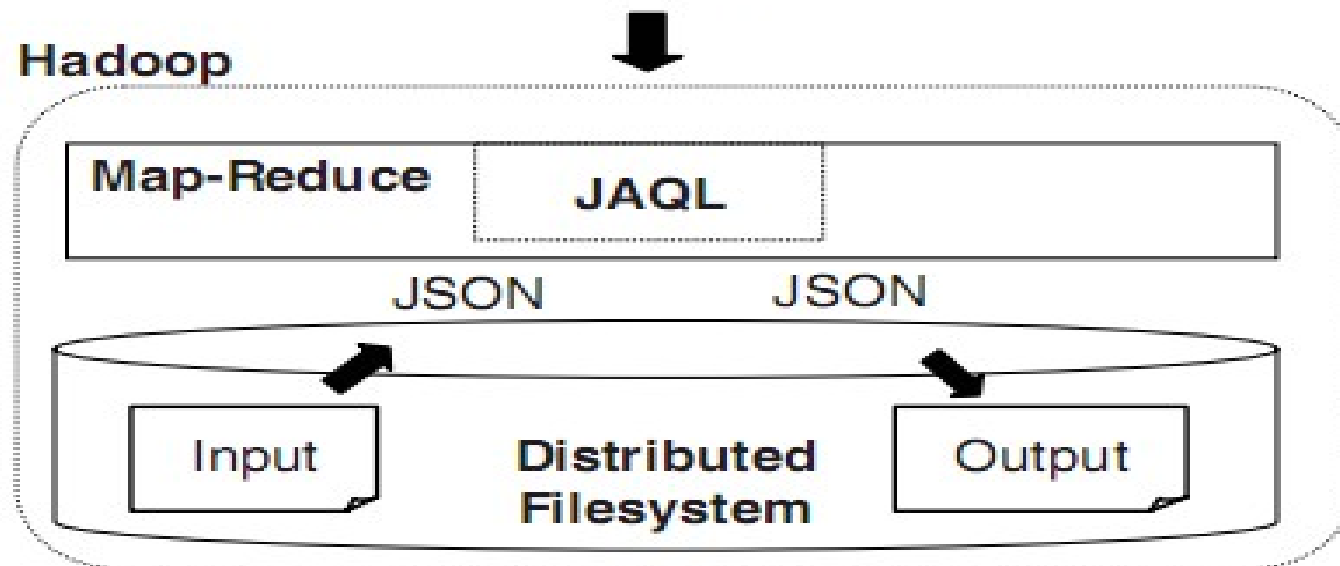 Hadoop
Map-Reduce
JAQL
JSON
JSON
Input
Distributed
Filesystem
Output